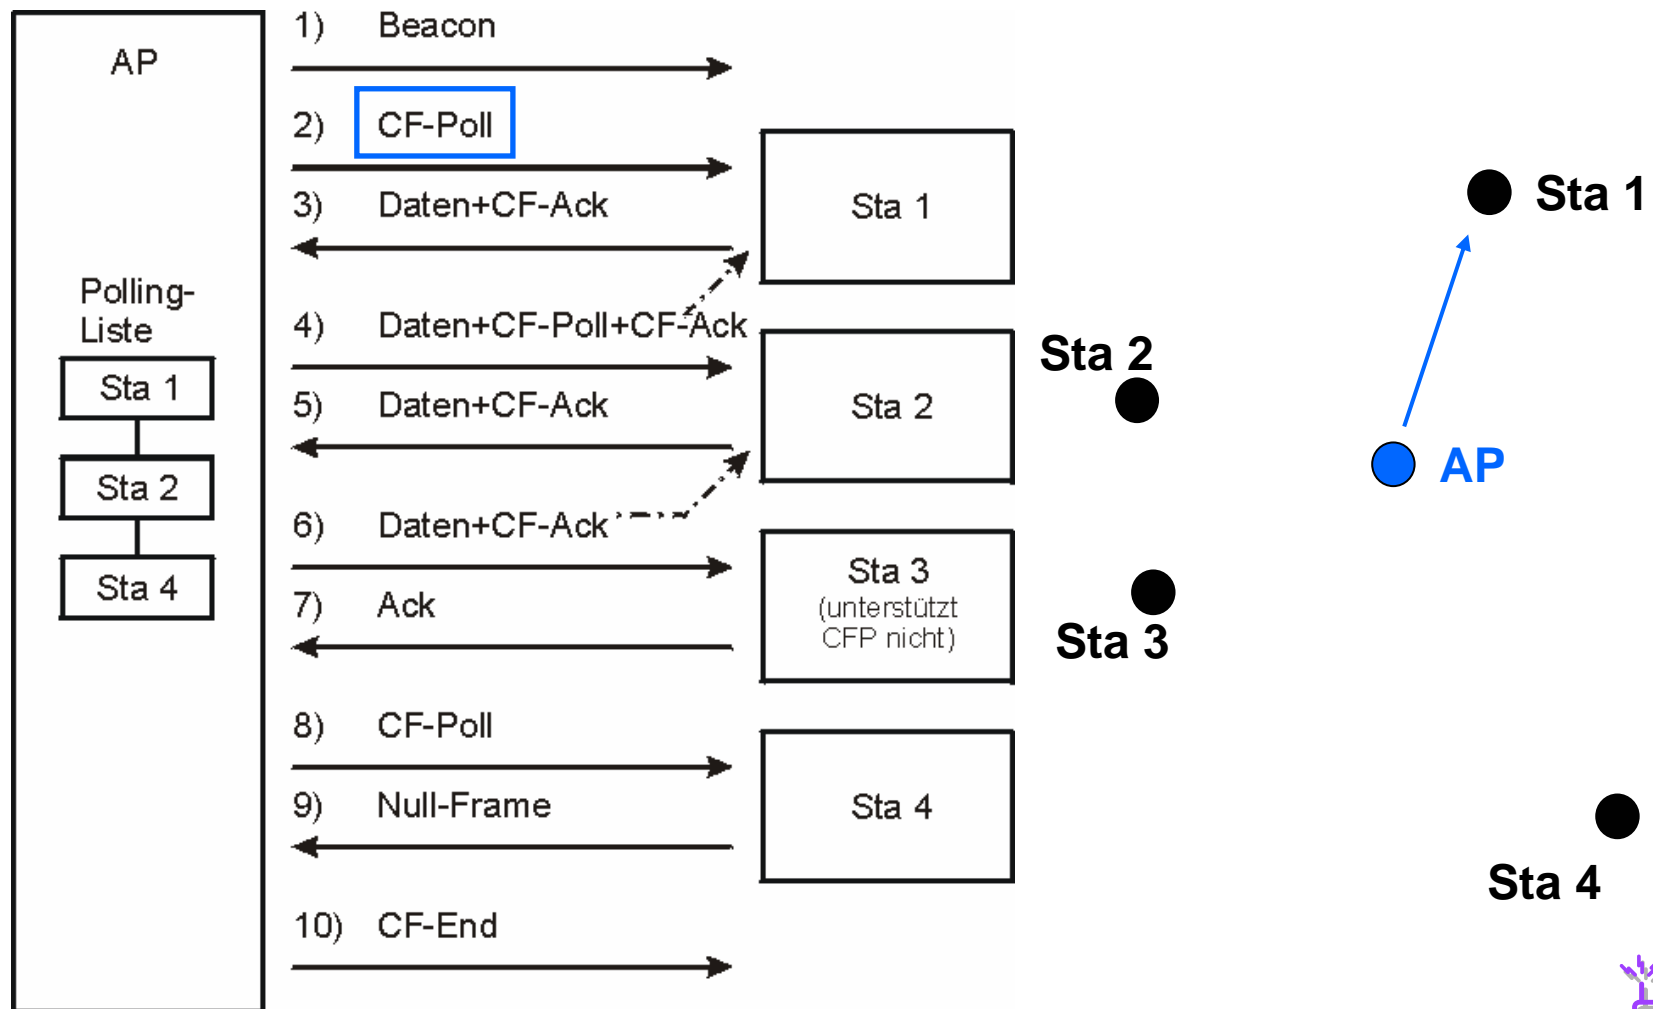 AP
Polling-
Liste
Sta 1
Sta 2
Sta 4
1) Beacon
2) CF-Poll
3) Daten+CF-Ack
4) Daten+CF-Poll+CF-Ack
5) Daten+CF-Ack
6) Daten+CF-Ack
7) Ack
8) CF-Poll
9) Null-Frame
10) CF-End
Sta 1
Sta 2
Sta 3
(unterstützt
CFP nicht)
Sta 4
Sta 1
Sta 2
AP
Sta 3
Sta 4